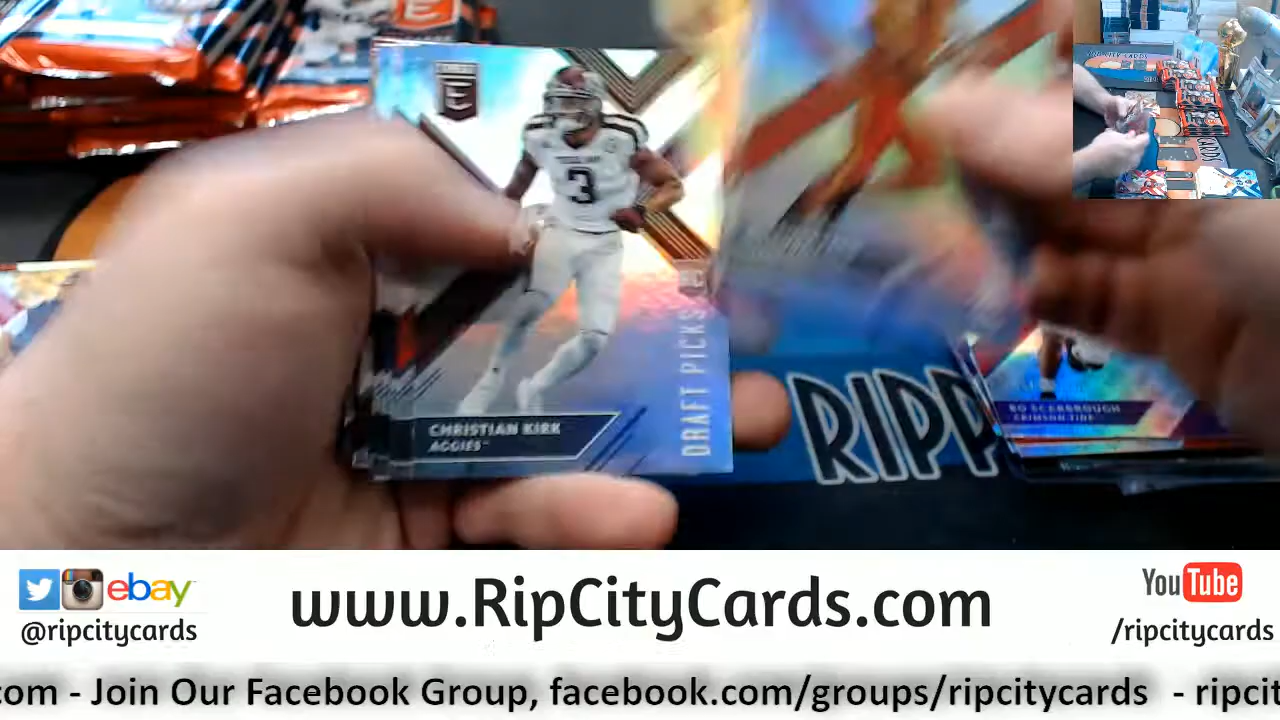 E
3
DRAFT PICKS
CHRISTIAN KIRK
AGGIES
RIPP
BO SCARBROUGH
CRIMSON TIDE
ebay
@ripcitycards
www.RipCityCards.com
YouTube
/ripcitycards
.com - Join Our Facebook Group, facebook.com/groups/ripcitycards - ripcit